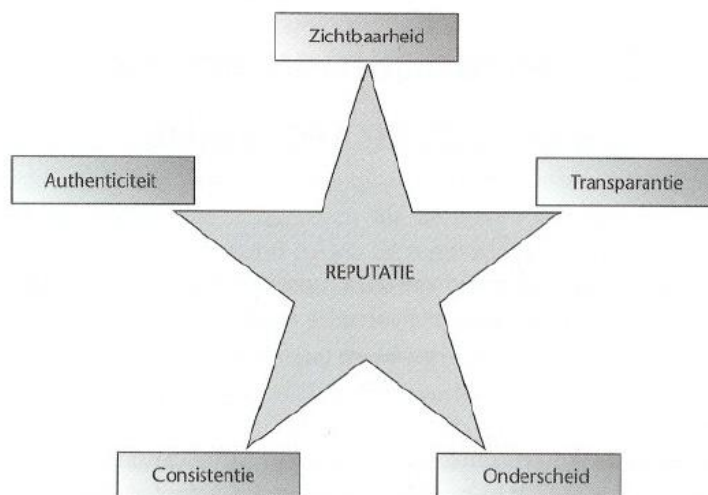 Zichtbaarheid
Authenticiteit
Transparantie
REPUTATIE
Consistentie
Onderscheid